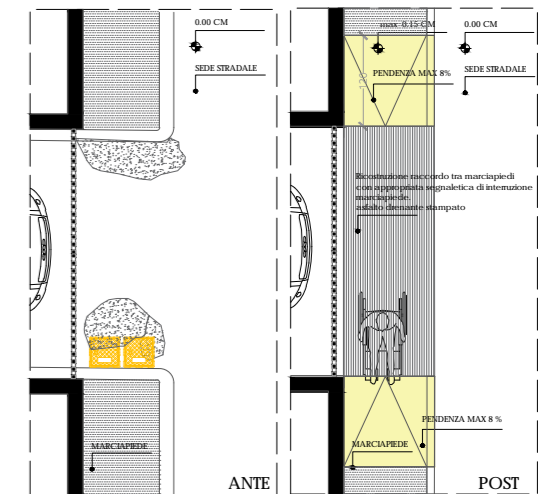 0.00 CM
SEDE STRADALE
MARCIAPIEDE
ANTE
max 0.15 CM
0.00 CM
PENDENZA MAX 8%
SEDE STRADALE
120
Ricostruzione raccordo tra marciapiedi
con appropriata segnaletica di interruzione
marciapiede.
asfalto drenante stampato
PENDENZA MAX 8 %
MARCIAPIEDE
POST